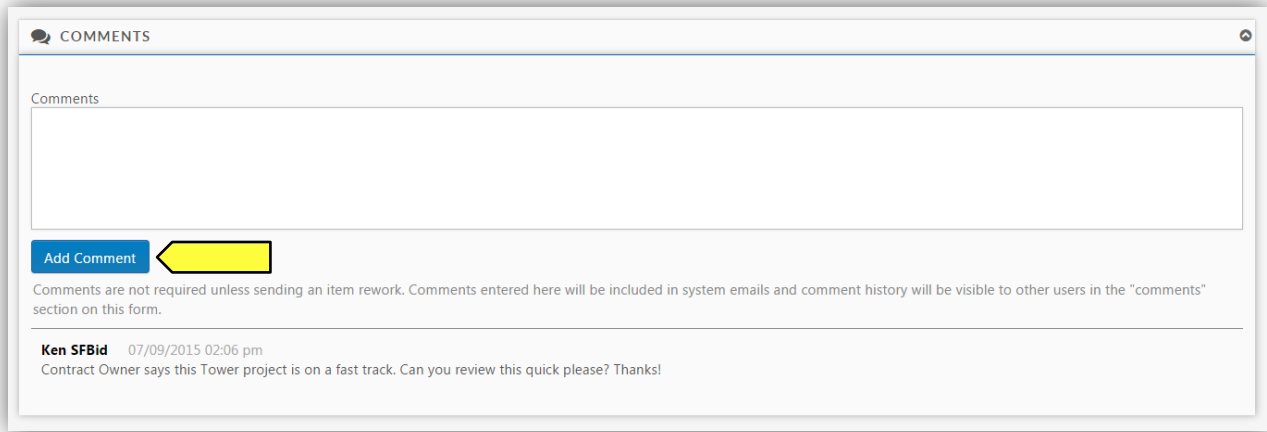 COMMENTS
Comments
Add Comment
Comments are not required unless sending an item rework. Comments entered here will be included in system emails and comment history will be visible to other users in the "comments"
section on this form.
Ken SFBid 07/09/2015 02:06 pm
Contract Owner says this Tower project is on a fast track. Can you review this quick please? Thanks!